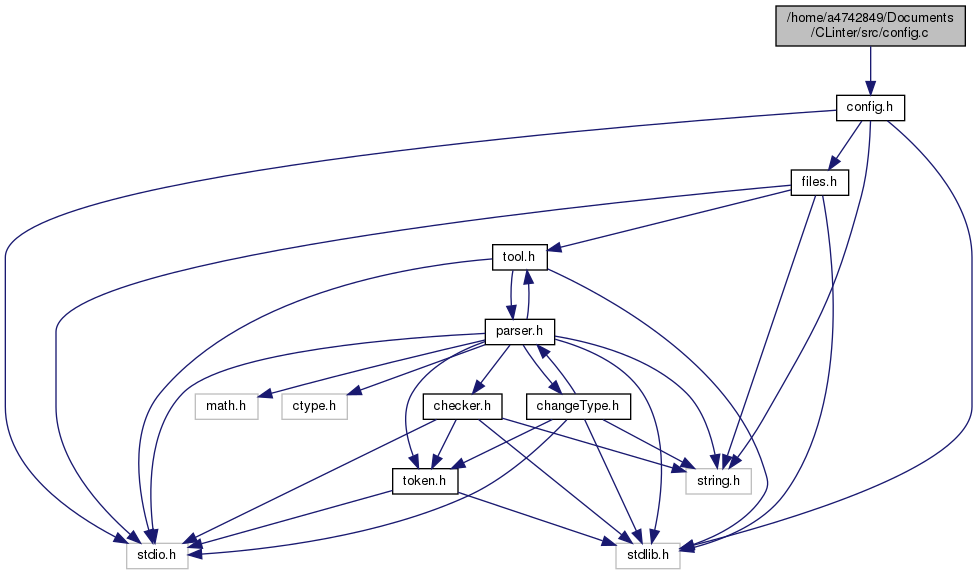 /home/a4742849/Documents
/CLinter/src/config.c
config.h
files.h
tool.h
parser.h
math.h
ctype.h
checker.h
changeType.h
token.h
string.h
stdio.h
stdlib.h